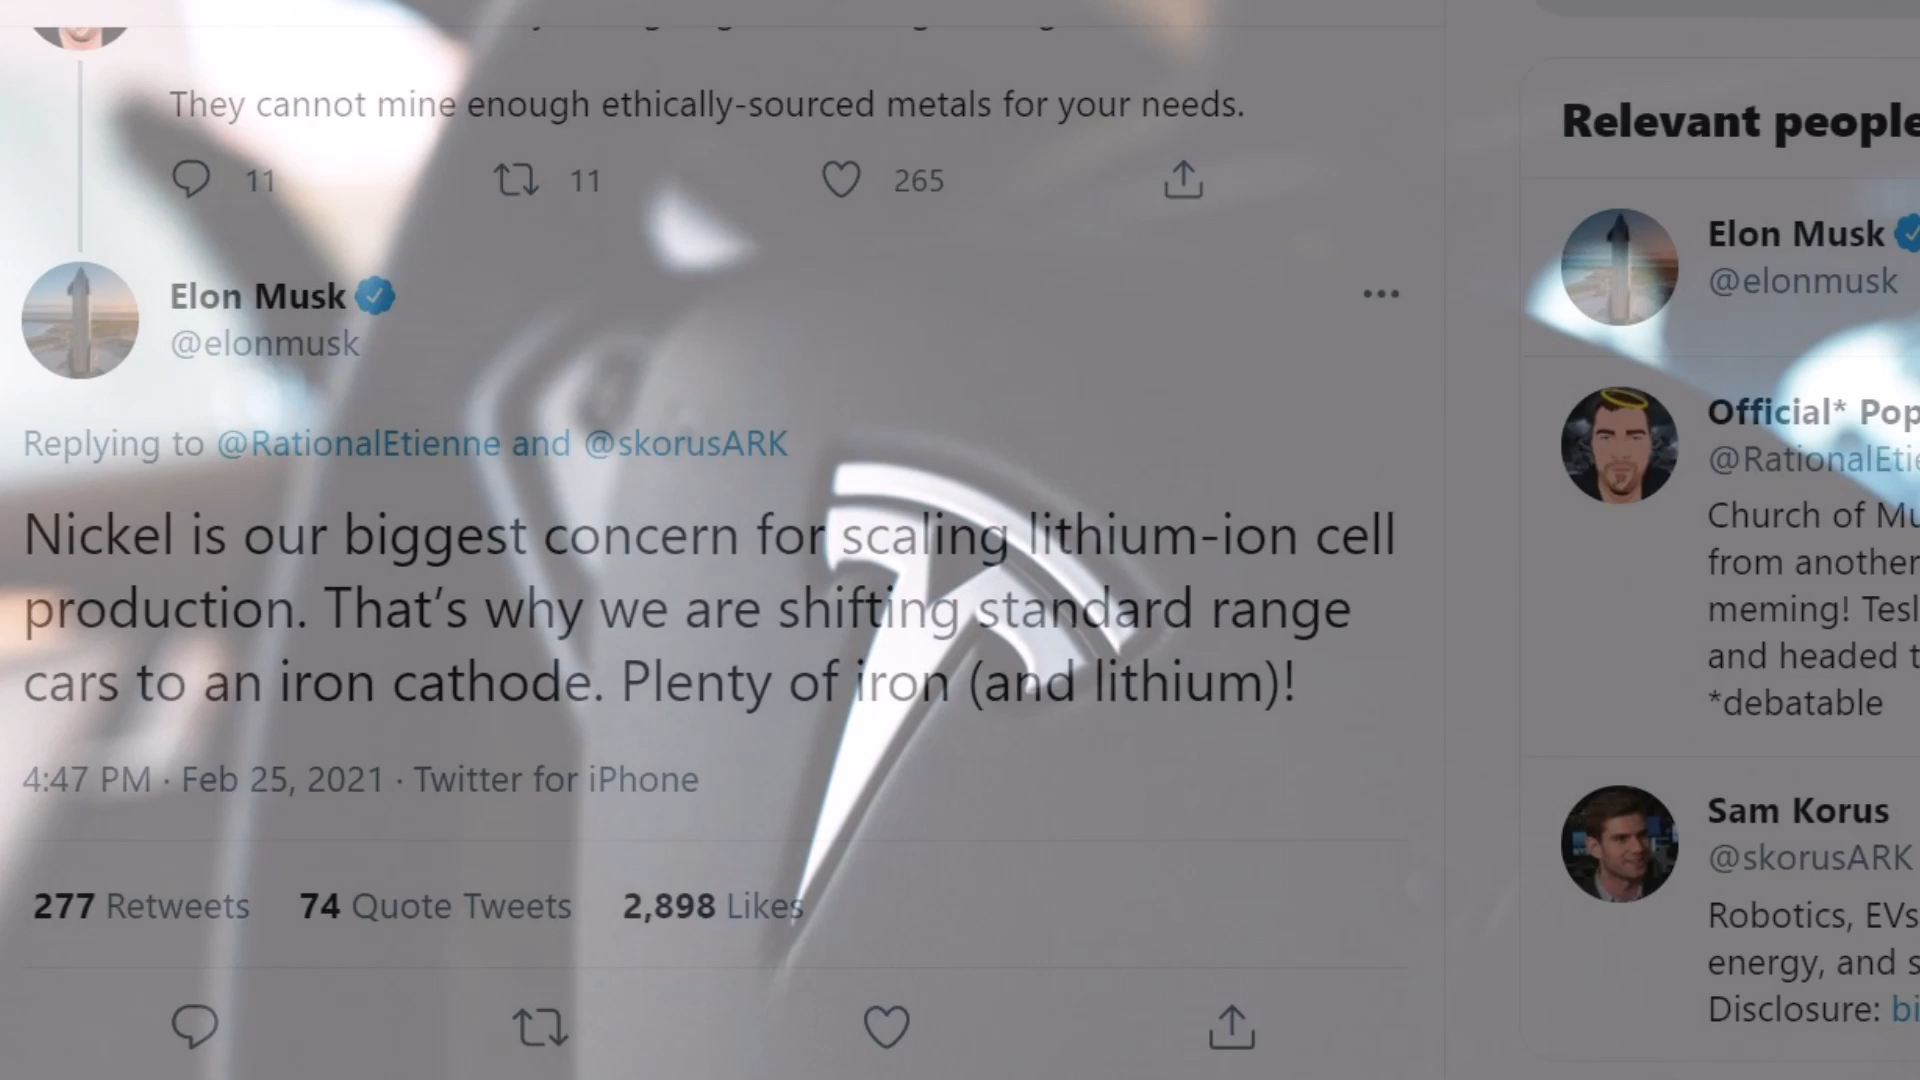 They cannot mine enough ethically-sourced metals for your needs.
11 11 265
Elon Musk
@elonmusk
Replying to @RationalEtienne and @skorusARK
Nickel is our biggest concern for scaling lithium-ion cell
production. That's why we are shifting standard range
cars to an iron cathode. Plenty of iron (and lithium)!
4:47 PM · Feb 25, 2021 · Twitter for iPhone
277 Retweets 74 Quote Tweets 2,898 Likes
Relevant people
Elon Musk
@elonmusk
Official* Pop
@RationalEtie
Church of Mu
from another
meming! Tesl
and headed t
*debatable
Sam Korus
@skorusARK
Robotics, EVs
energy, and s
Disclosure: bi